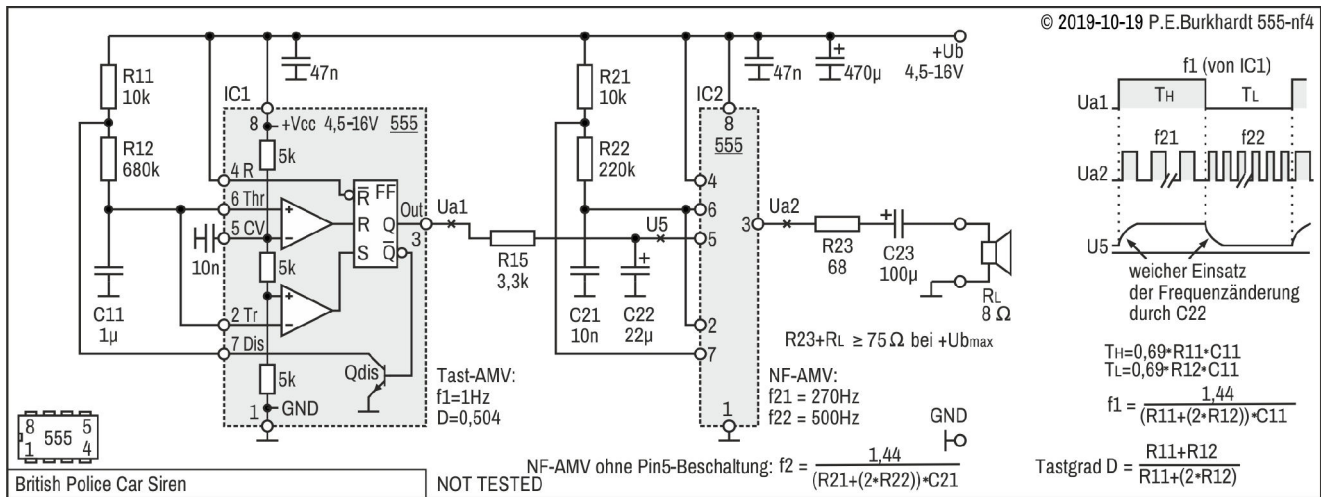 © 2019-10-19 P.E.Burkhardt 555-nf4
+Ub
4,5-16V
R11
10k
R12
680k
C11
1µ
47n
IC1
8
+Vcc 4,5-16V
555
5k
4 R
6 Thr
5 CV
10n
5k
2 Tr
7 Dis
Qdis
5k
1
GND
+
−
+
−
R̅ FF
R Q
S Q̅
Out
3
Ua1
R15
3,3k
Tast-AMV:
f1=1Hz
D=0,504
R21
10k
R22
220k
C21
10n
U5
+
C22
22µ
IC2
8
555
4
6
5
2
7
3
1
47n
+
470µ
Ua2
R23
68
+
C23
100µ
RL
8 Ω
R23+RL ≥ 75 Ω bei +Ubmax
NF-AMV:
f21 = 270Hz
f22 = 500Hz
GND
NF-AMV ohne Pin5-Beschaltung: f2 = 1,44
(R21+(2*R22))*C21
f1 (von IC1)
Ua1
TH
TL
f21
f22
Ua2
U5
weicher Einsatz
der Frequenzänderung
durch C22
TH=0,69*R11*C11
TL=0,69*R12*C11
f1 = 1,44
(R11+(2*R12))*C11
Tastgrad D = R11+R12
R11+(2*R12)
8 5
555
1 4
British Police Car Siren
NOT TESTED